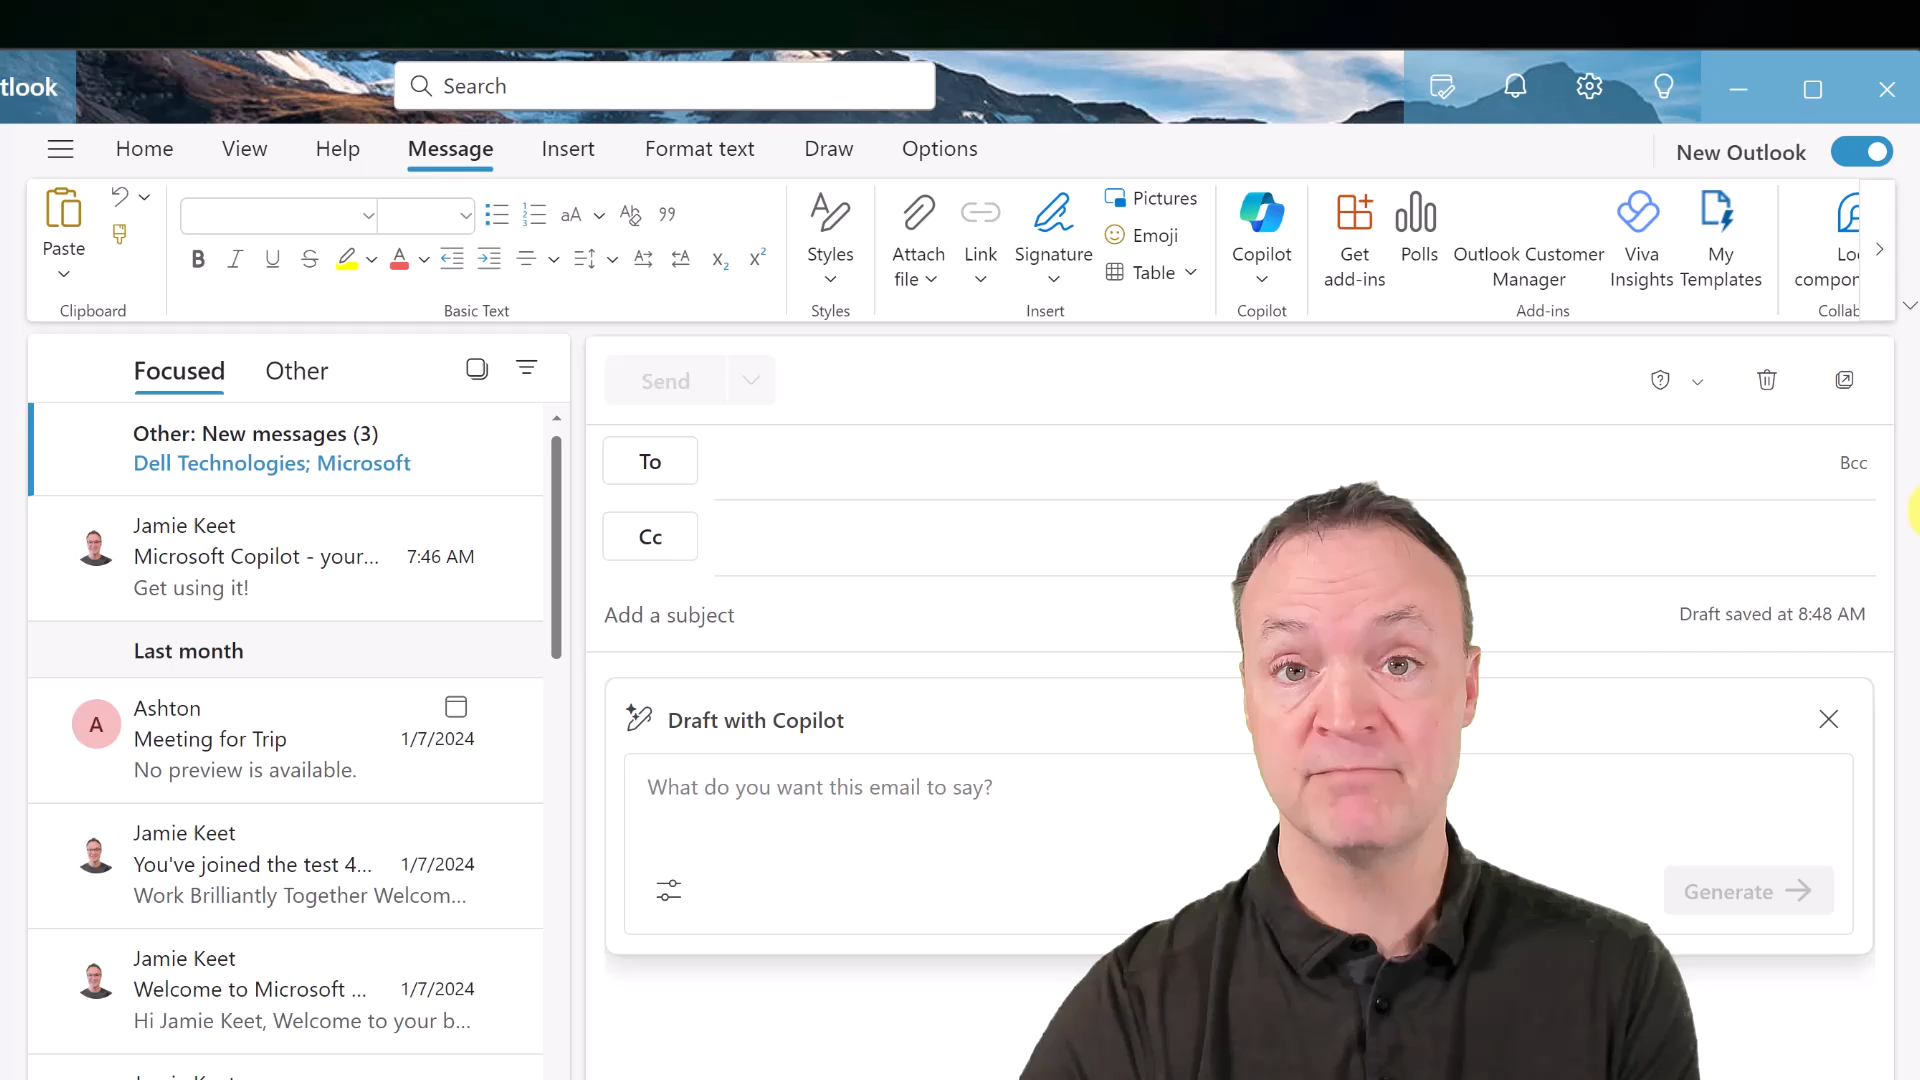 tlook
Search
Home View Help Message Insert Format text Draw Options
New Outlook
Paste
Clipboard
B I U S A aA 99 x₂ x²
Basic Text
Styles
Styles
Attach file
Link
Signature
Pictures
Emoji
Table
Insert
Copilot
Copilot
Get add-ins
Polls
Outlook Customer Manager
Viva Insights
My Templates
Add-ins
Focused Other
Other: New messages (3)
Dell Technologies; Microsoft
Jamie Keet
Microsoft Copilot - your... 7:46 AM
Get using it!
Last month
A
Ashton
Meeting for Trip 1/7/2024
No preview is available.
Jamie Keet
You've joined the test 4... 1/7/2024
Work Brilliantly Together Welcom...
Jamie Keet
Welcome to Microsoft ... 1/7/2024
Hi Jamie Keet, Welcome to your b...
Send
To
Bcc
Cc
Add a subject
Draft saved at 8:48 AM
Draft with Copilot
What do you want this email to say?
Generate